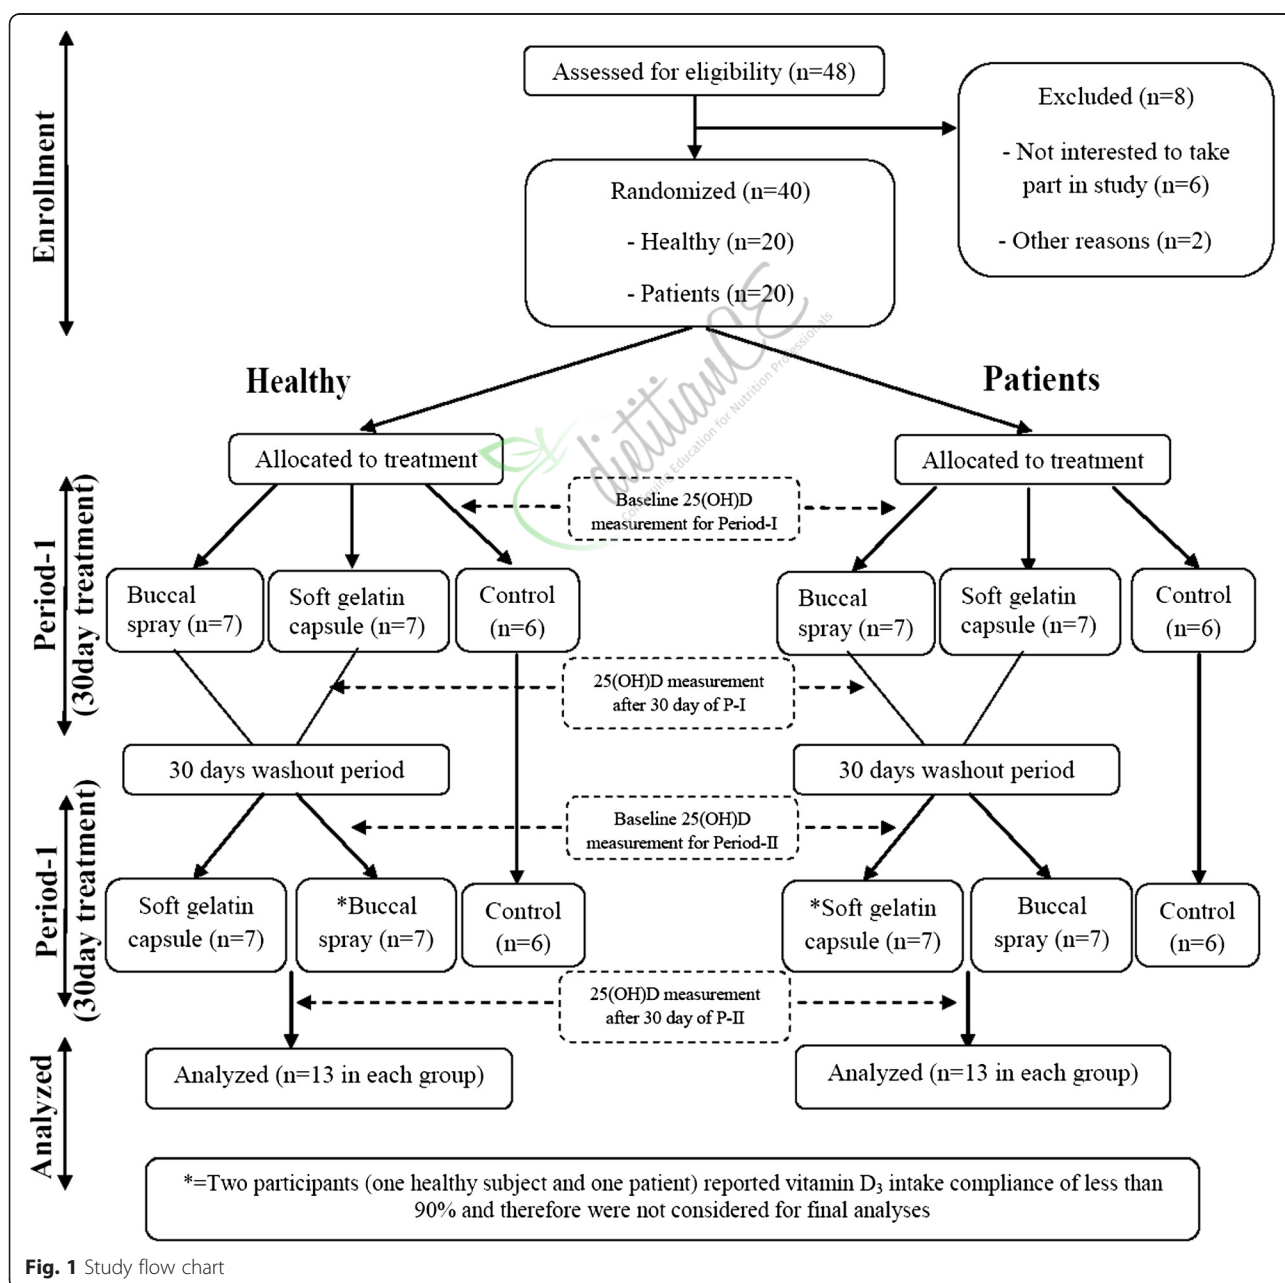 Enrollment
Assessed for eligibility (n=48)
Excluded (n=8)
- Not interested to take
part in study (n=6)
- Other reasons (n=2)
Randomized (n=40)
- Healthy (n=20)
- Patients (n=20)
dietitianCE
Continuing Education for Nutrition Professionals
Healthy
Patients
Allocated to treatment
Allocated to treatment
Period-1
(30day treatment)
Baseline 25(OH)D
measurement for Period-I
Buccal
spray (n=7)
Soft gelatin
capsule (n=7)
Control
(n=6)
Buccal
spray (n=7)
Soft gelatin
capsule (n=7)
Control
(n=6)
25(OH)D measurement
after 30 day of P-I
30 days washout period
30 days washout period
Period-1
(30day treatment)
Baseline 25(OH)D
measurement for Period-II
Soft gelatin
capsule (n=7)
*Buccal
spray (n=7)
Control
(n=6)
*Soft gelatin
capsule (n=7)
Buccal
spray (n=7)
Control
(n=6)
25(OH)D measurement
after 30 day of P-II
Analyzed
Analyzed (n=13 in each group)
Analyzed (n=13 in each group)
*=Two participants (one healthy subject and one patient) reported vitamin D₃ intake compliance of less than
90% and therefore were not considered for final analyses
Fig. 1 Study flow chart